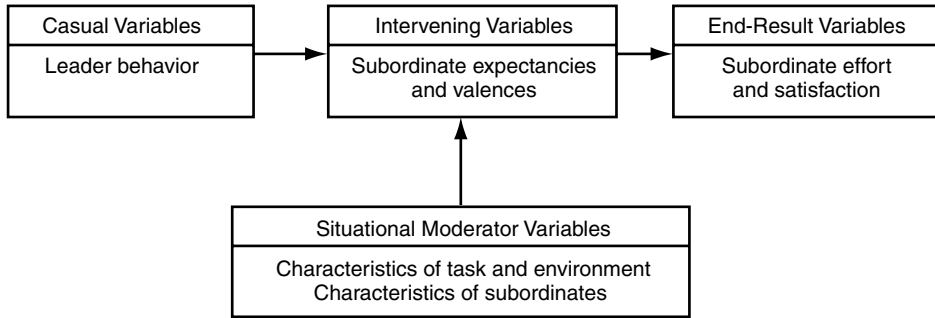 Casual Variables
Leader behavior
Intervening Variables
Subordinate expectancies
and valences
End-Result Variables
Subordinate effort
and satisfaction
Situational Moderator Variables
Characteristics of task and environment
Characteristics of subordinates